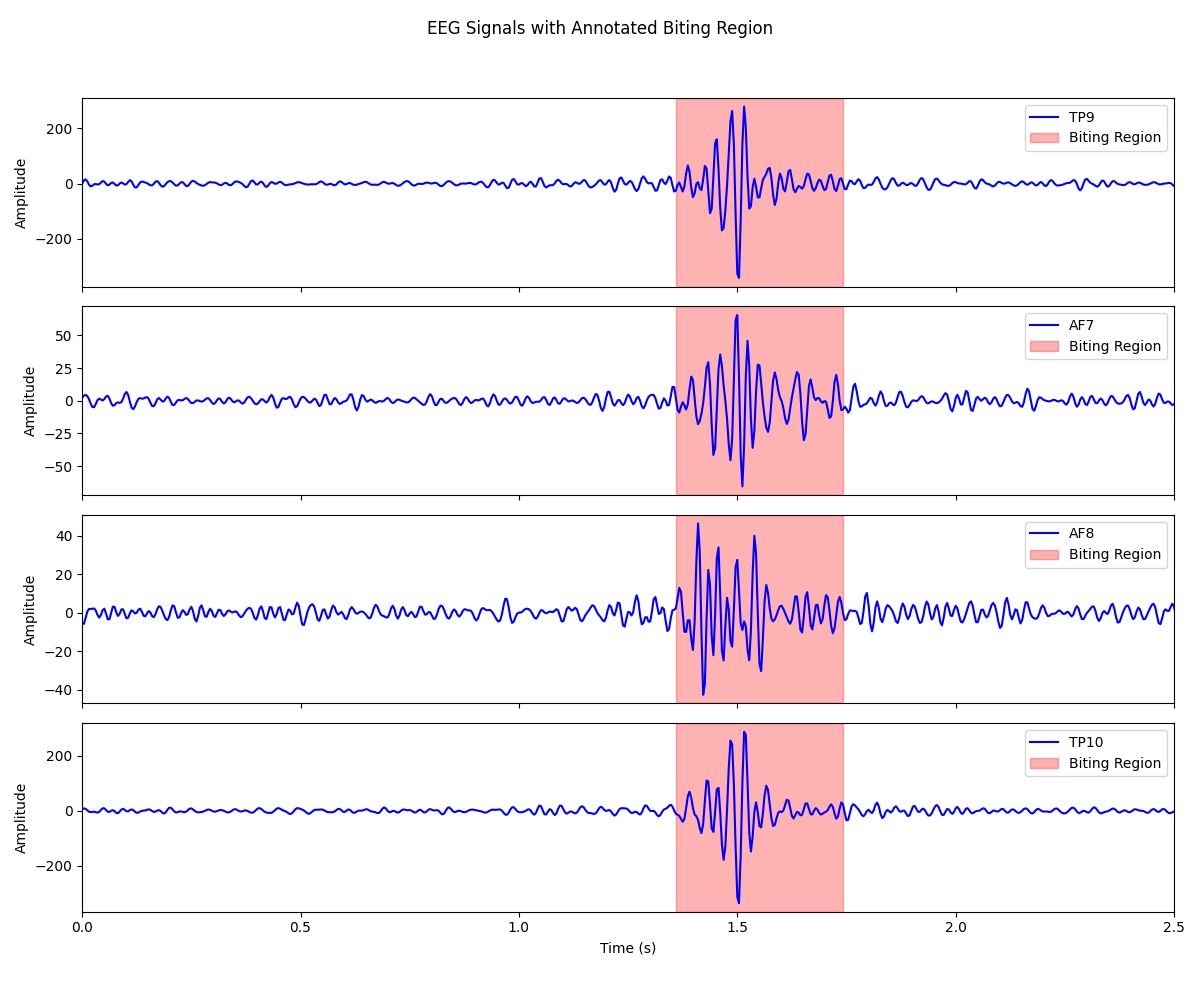 EEG Signals with Annotated Biting Region
Amplitude
200
0
−200
TP9
Biting Region
Amplitude
50
25
0
−25
−50
AF7
Biting Region
Amplitude
40
20
0
−20
−40
AF8
Biting Region
Amplitude
200
0
−200
TP10
Biting Region
0.0 0.5 1.0 1.5 2.0 2.5
Time (s)